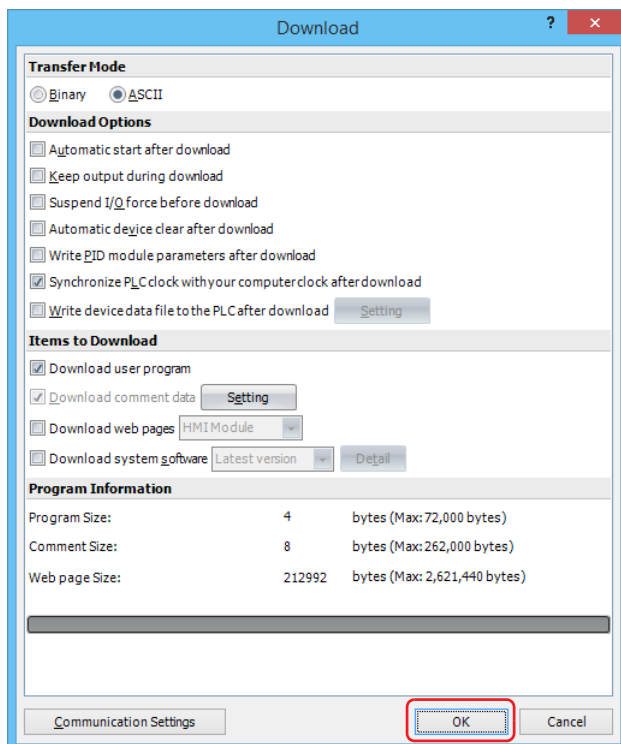 Download ?
Transfer Mode
Binary ASCII
Download Options
Automatic start after download
Keep output during download
Suspend I/O force before download
Automatic device clear after download
Write PID module parameters after download
Synchronize PLC clock with your computer clock after download
Write device data file to the PLC after download Setting
Items to Download
Download user program
Download comment data Setting
Download web pages HMI Module
Download system software Latest version Detail
Program Information
Program Size: 4 bytes (Max: 72,000 bytes)
Comment Size: 8 bytes (Max: 262,000 bytes)
Web page Size: 212992 bytes (Max: 2,621,440 bytes)
Communication Settings OK Cancel